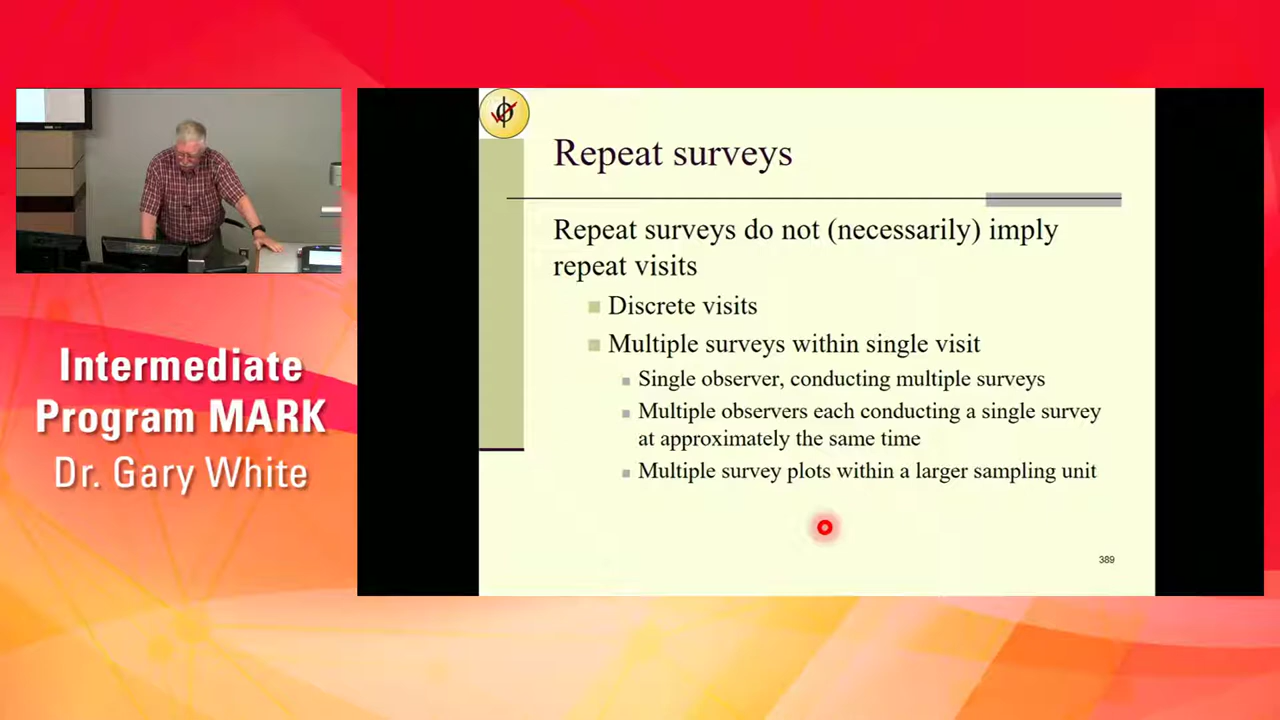 Repeat surveys
Repeat surveys do not (necessarily) imply
repeat visits
Discrete visits
Multiple surveys within single visit
Single observer, conducting multiple surveys
Multiple observers each conducting a single survey
at approximately the same time
Multiple survey plots within a larger sampling unit
389
Intermediate
Program MARK
Dr. Gary White